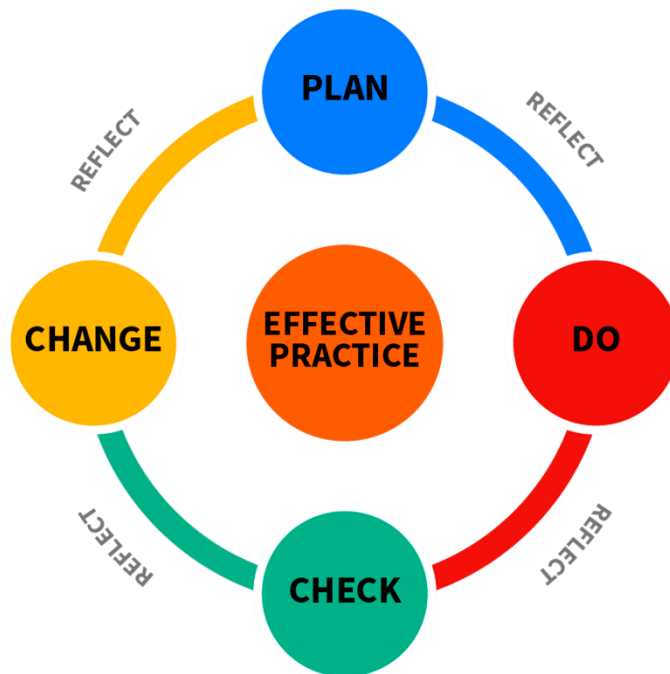 PLAN
REFLECT
REFLECT
CHANGE
EFFECTIVE
PRACTICE
DO
REFLECT
REFLECT
CHECK